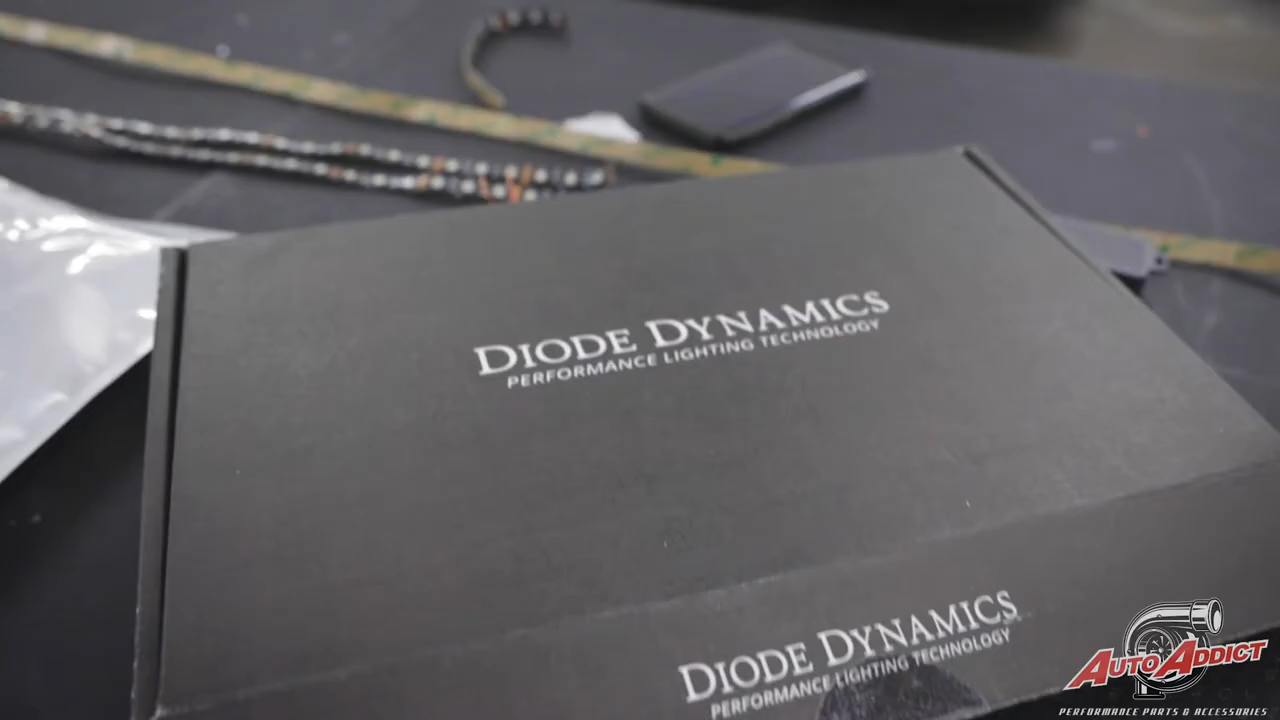 DIODE DYNAMICS
PERFORMANCE LIGHTING TECHNOLOGY
DIODE DYNAMICS
PERFORMANCE LIGHTING TECHNOLOGY
AUTOADDICT
PERFORMANCE PARTS & ACCESSORIES